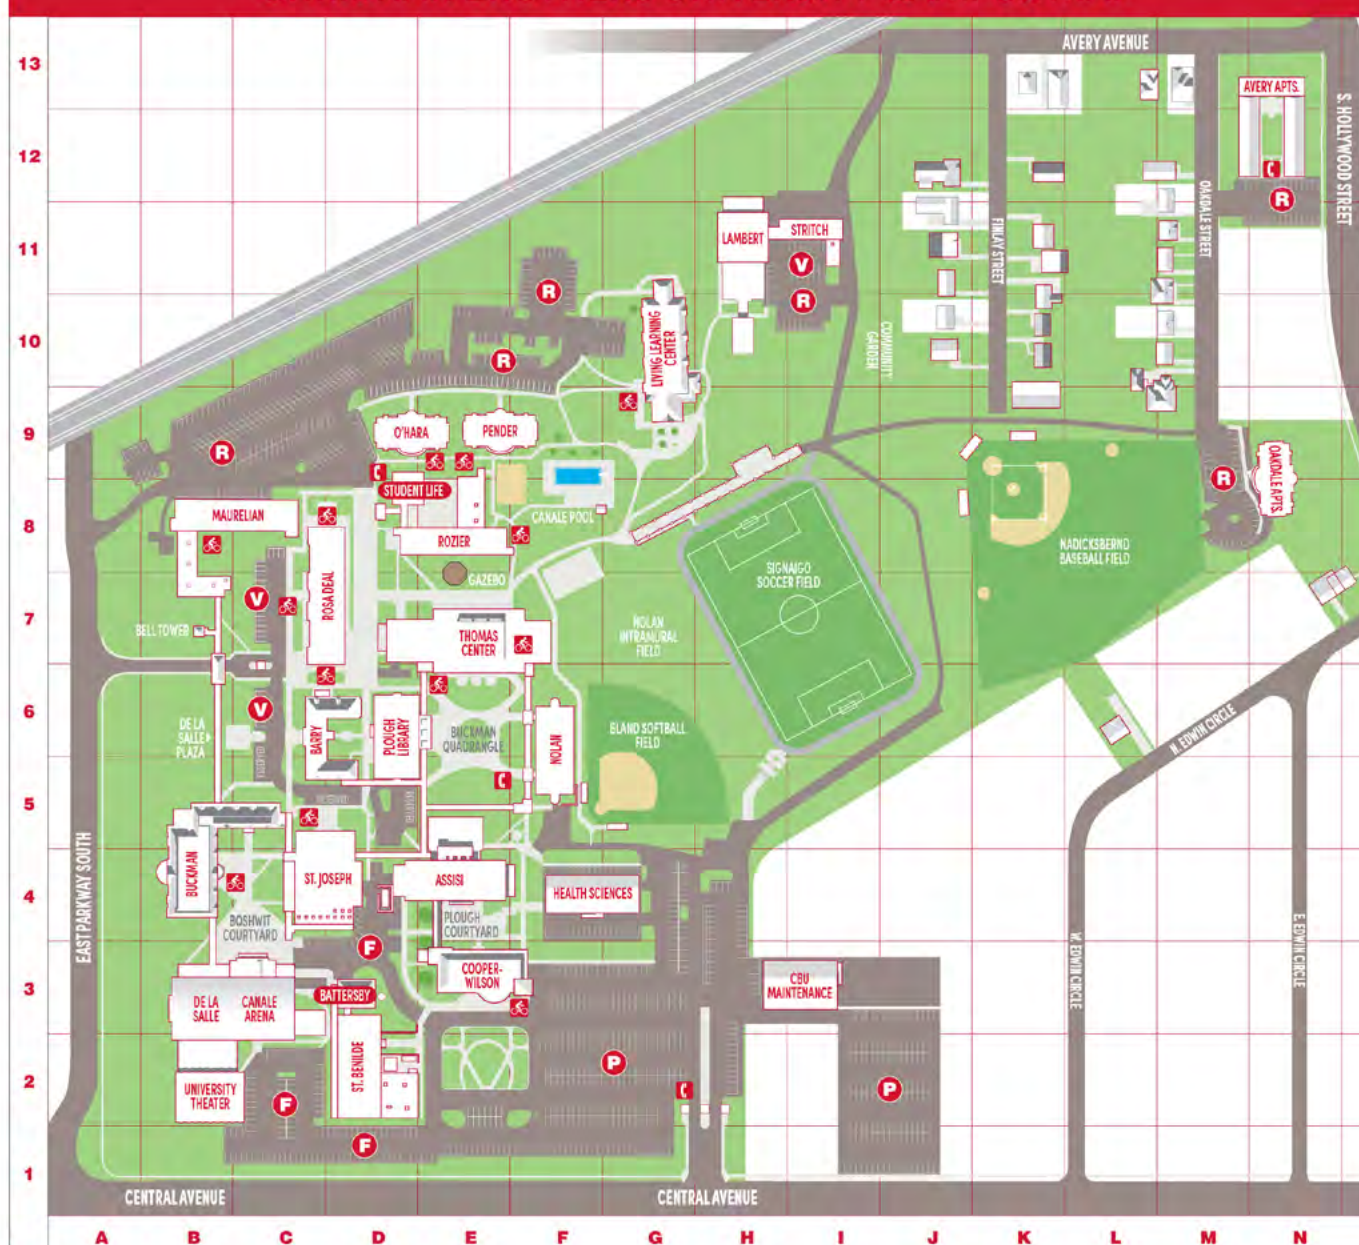 AVERY AVENUE
13
AVERY APTS.
S. HOLLYWOOD STREET
12
R
OAKDALE STREET
FINLAY STREET
LAMBERT
STRITCH
11
V
R
R
LIVING LEARNING
CENTER
COMMUNITY
GARDEN
10
R
9
O'HARA
PENDER
R
STUDENT LIFE
R
OAKDALE APTS.
MAURELIAN
CANALE POOL
8
ROZIER
NADICKSBERND
BASEBALL FIELD
SIGNAIGO
SOCCER FIELD
GAZEBO
V
ROSA DEAL
7
BELL TOWER
THOMAS
CENTER
NOLAN
INTRAMURAL
FIELD
6
V
DE LA
SALLE
PLAZA
BARRY
PLOUGH
LIBRARY
BUCKMAN
QUADRANGLE
NOLAN
ELAND SOFTBALL
FIELD
N. EDWIN CIRCLE
5
RESERVED
RESERVED
RESERVED
EAST PARKWAY SOUTH
BUCKMAN
ST. JOSEPH
ASSISI
HEALTH SCIENCES
4
BOSHWIT
COURTYARD
PLOUGH
COURTYARD
F
W. EDWIN CIRCLE
E. EDWIN CIRCLE
3
DE LA
SALLE
CANALE
ARENA
BATTERSBY
COOPER-
WILSON
CBU
MAINTENANCE
2
UNIVERSITY
THEATER
F
ST. BENILDE
P
P
F
1
CENTRAL AVENUE
CENTRAL AVENUE
A B C D E F G H I J K L M N